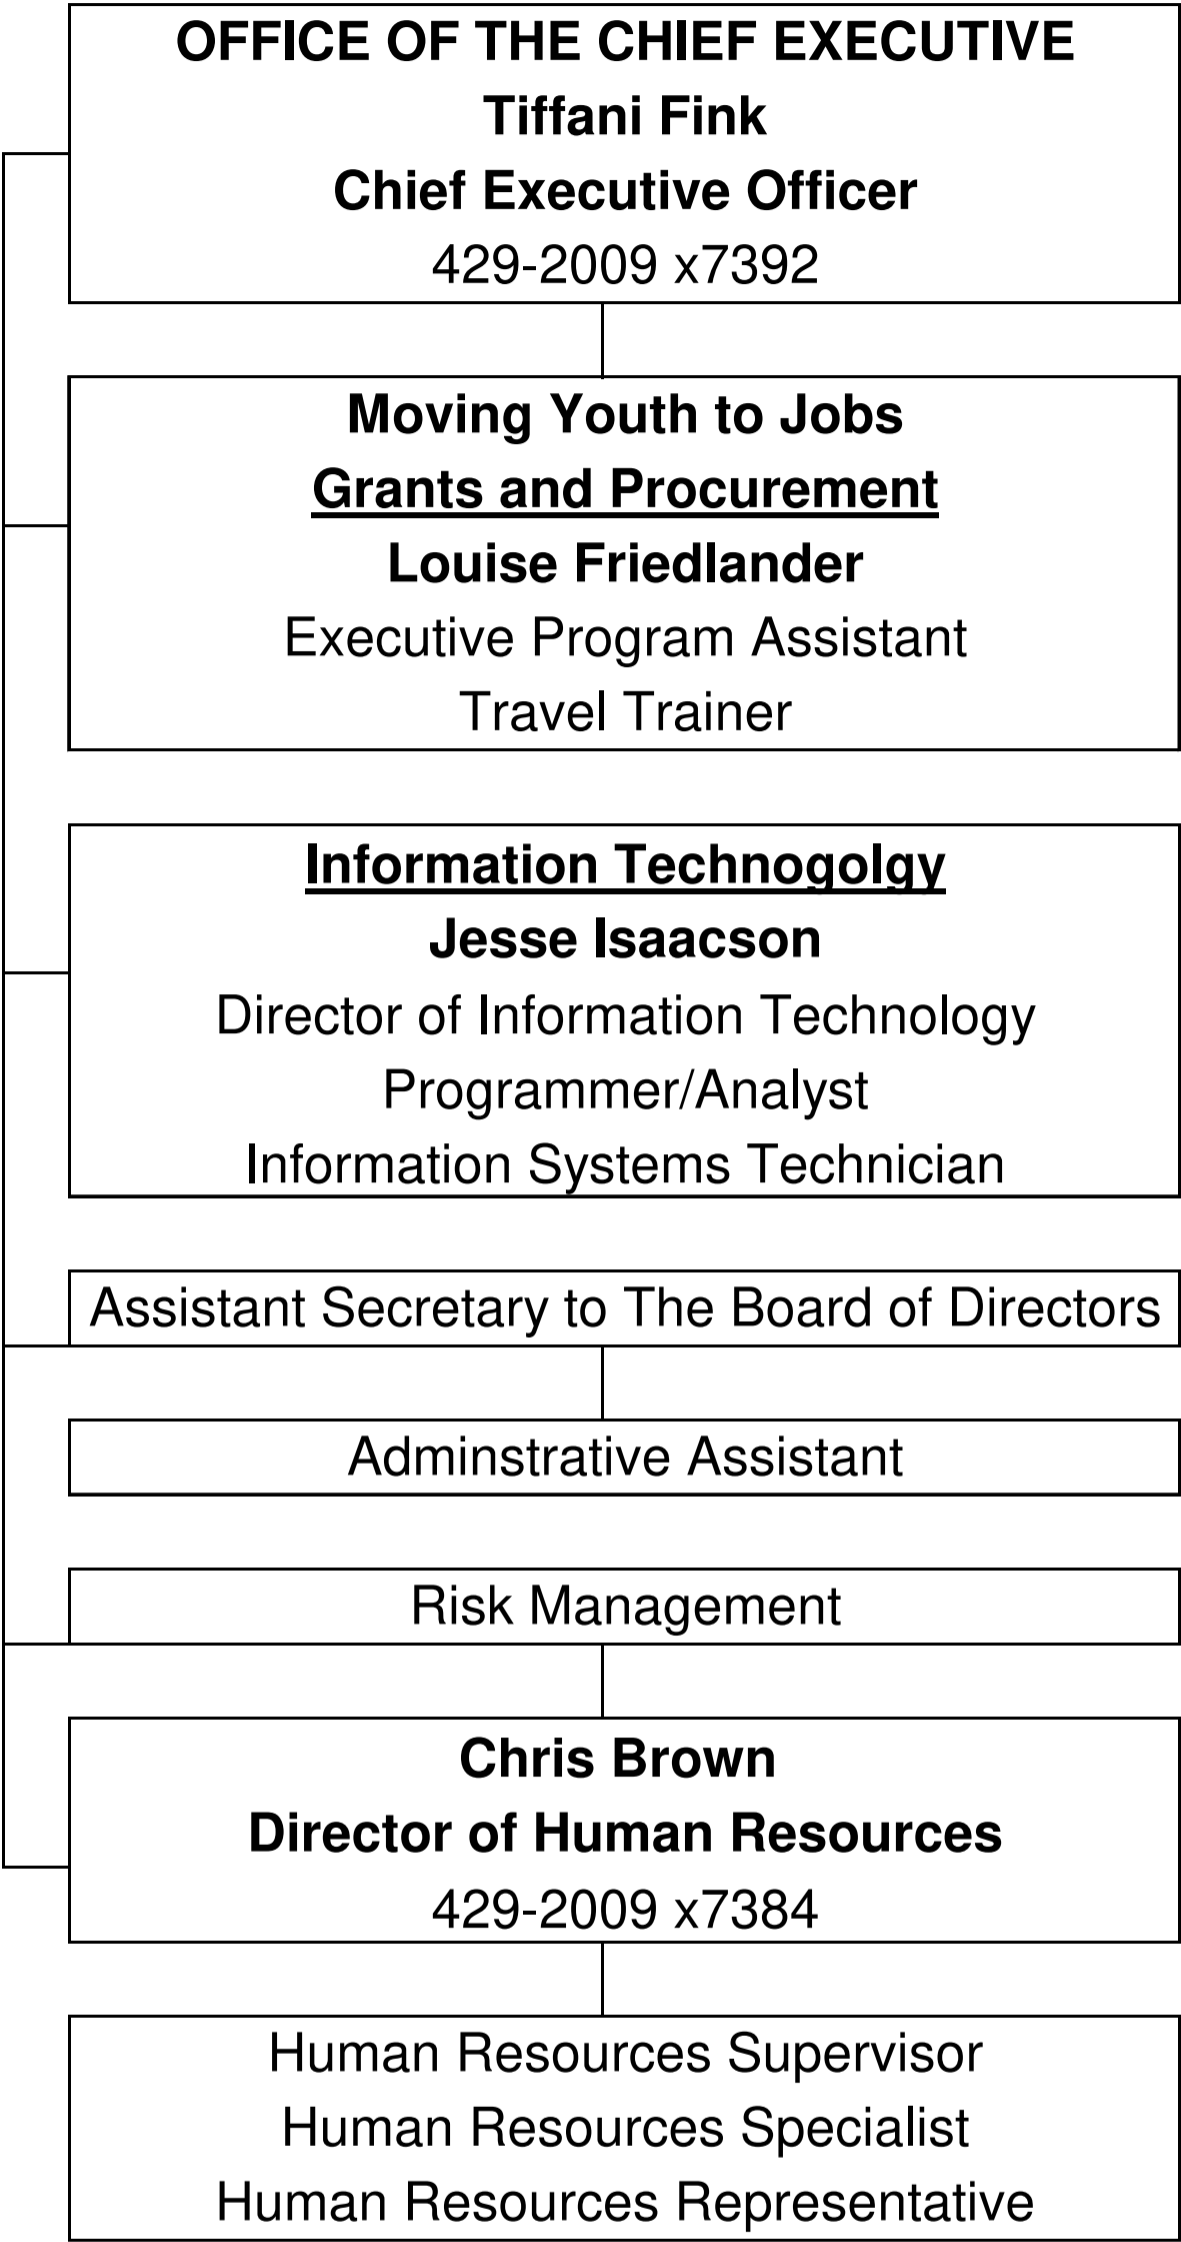 OFFICE OF THE CHIEF EXECUTIVE
Tiffani Fink
Chief Executive Officer
429-2009 x7392
Moving Youth to Jobs
Grants and Procurement
Louise Friedlander
Executive Program Assistant
Travel Trainer
Information Technogolgy
Jesse Isaacson
Director of Information Technology
Programmer/Analyst
Information Systems Technician
Assistant Secretary to The Board of Directors
Adminstrative Assistant
Risk Management
Chris Brown
Director of Human Resources
429-2009 x7384
Human Resources Supervisor
Human Resources Specialist
Human Resources Representative